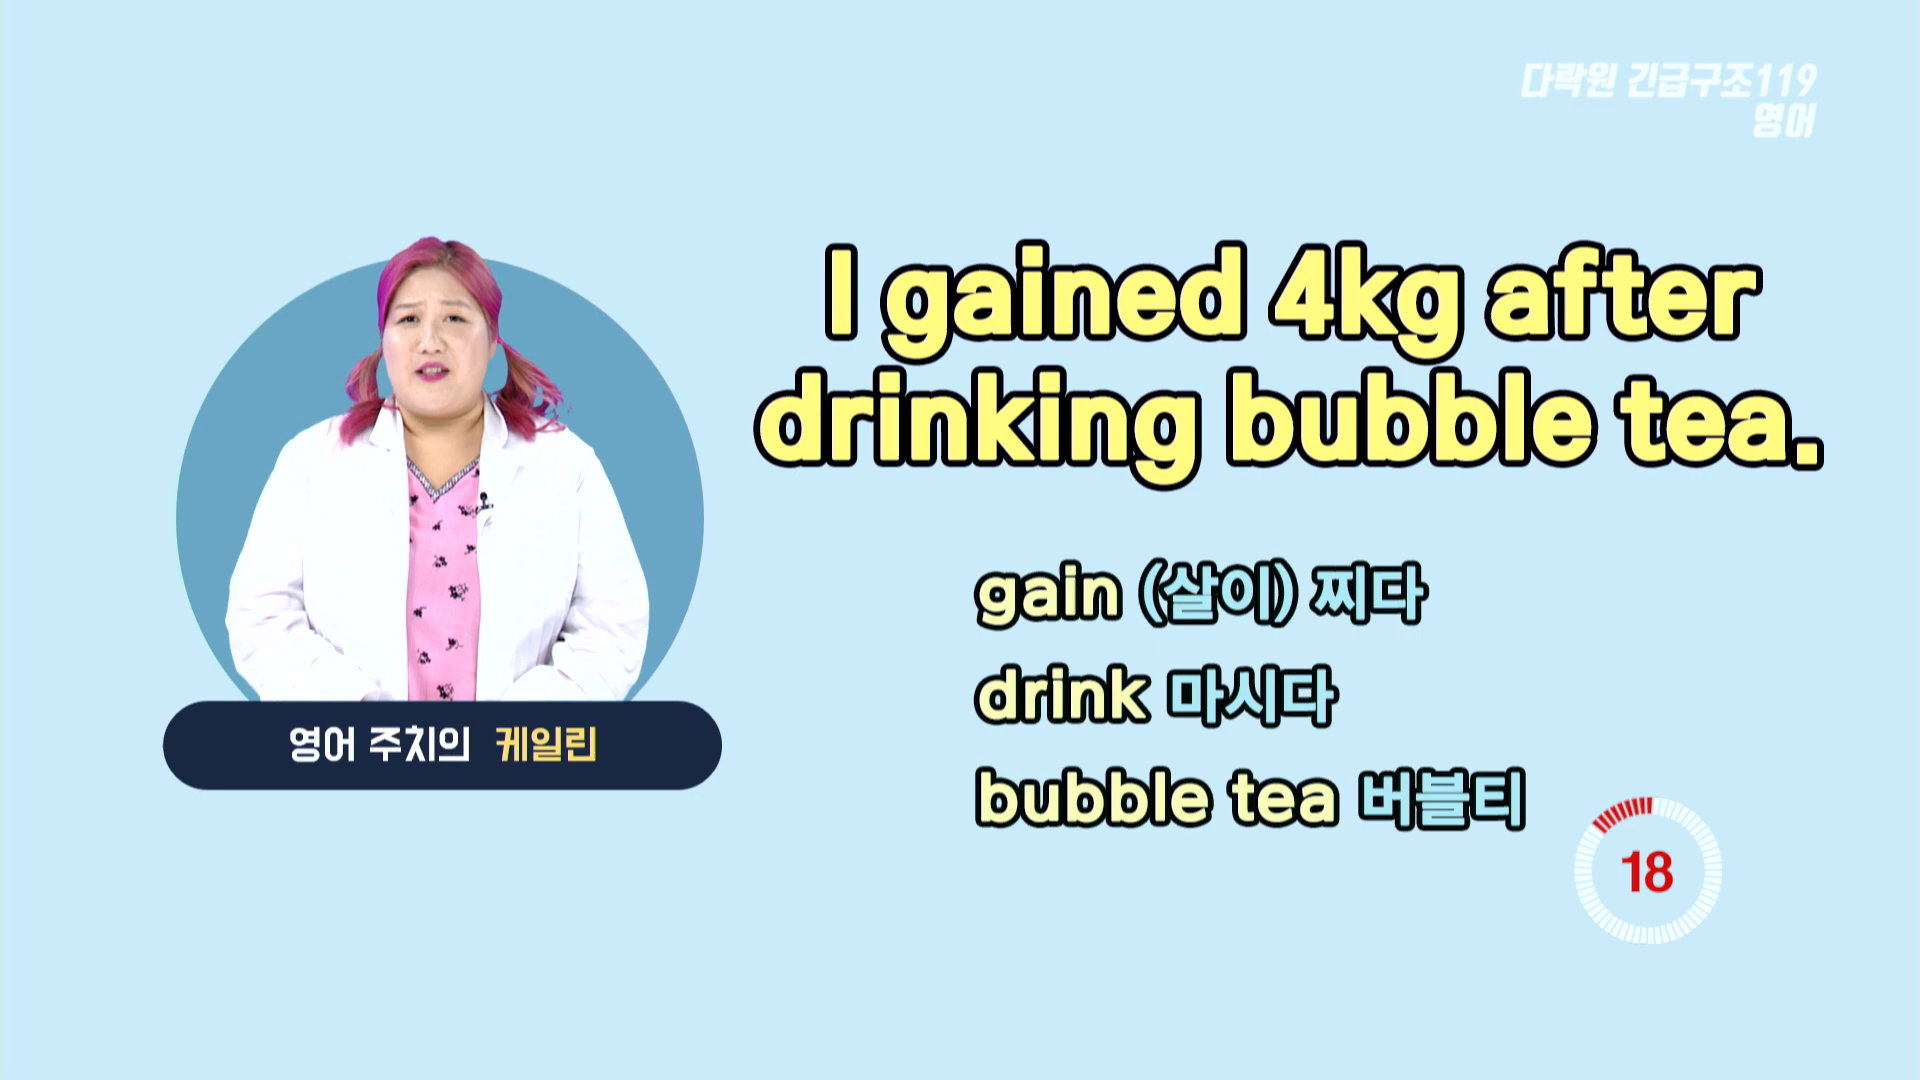 다락원 긴급구조119
영어
I gained 4kg after
drinking bubble tea.
gain (살이) 찌다
drink 마시다
bubble tea 버블티
영어 주치의 케일린
18